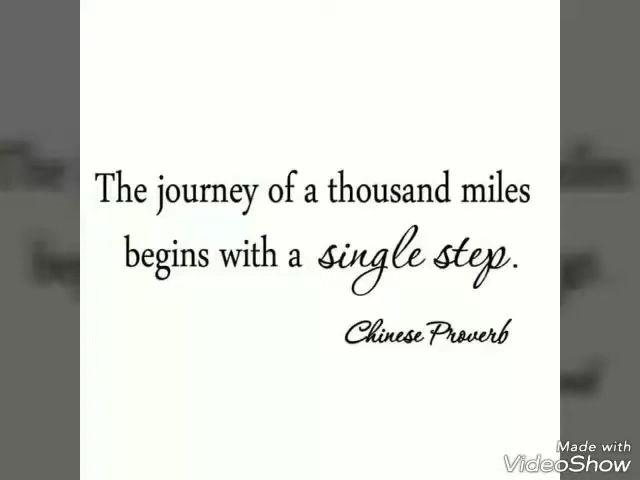 The journey of a thousand miles
begins with a single step.
Chinese Proverb
Made with
VideoShow